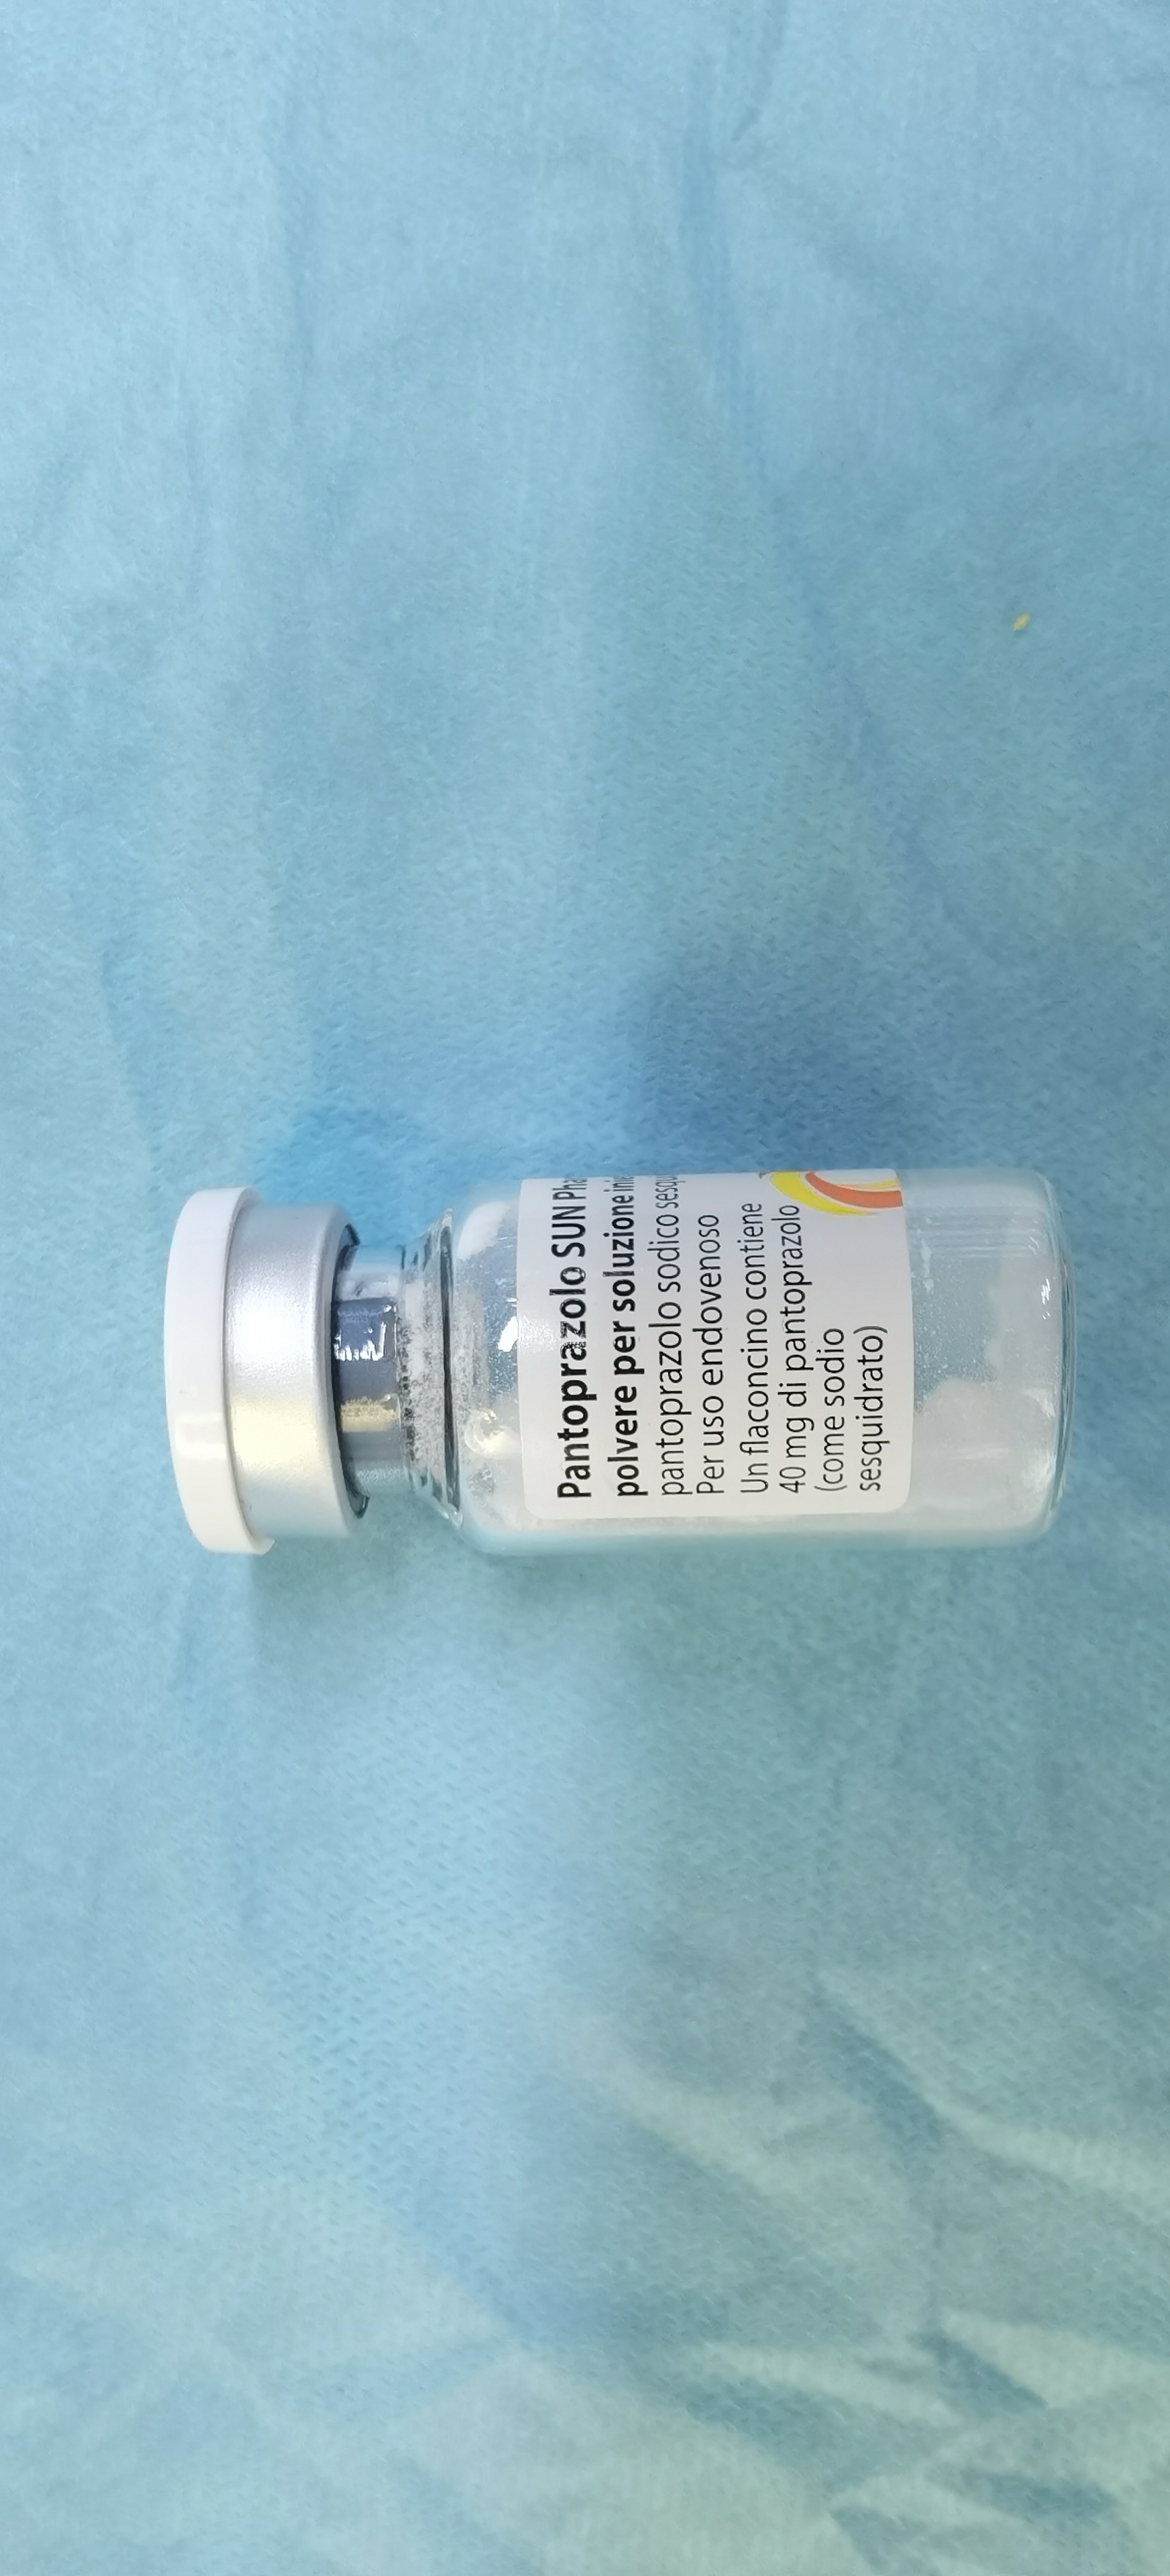 Pantoprazolo SUN
polvere per soluzione
pantoprazolo sodico
Per uso endovenoso
Un flaconcino contiene
40 mg di pantoprazolo
(come sodio
sesquidrato)